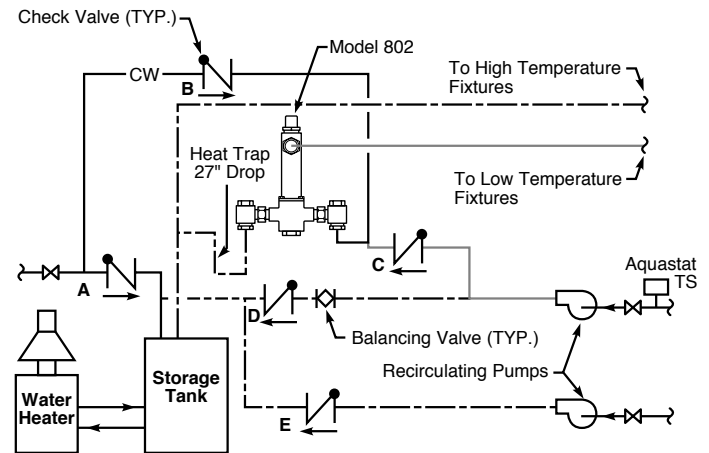 Check Valve (TYP.)
Model 802
CW
B
To High Temperature
Fixtures
Heat Trap
27" Drop
To Low Temperature
Fixtures
C
Aquastat
TS
A
D
Balancing Valve (TYP.)
Recirculating Pumps
Storage
Tank
Water
Heater
E